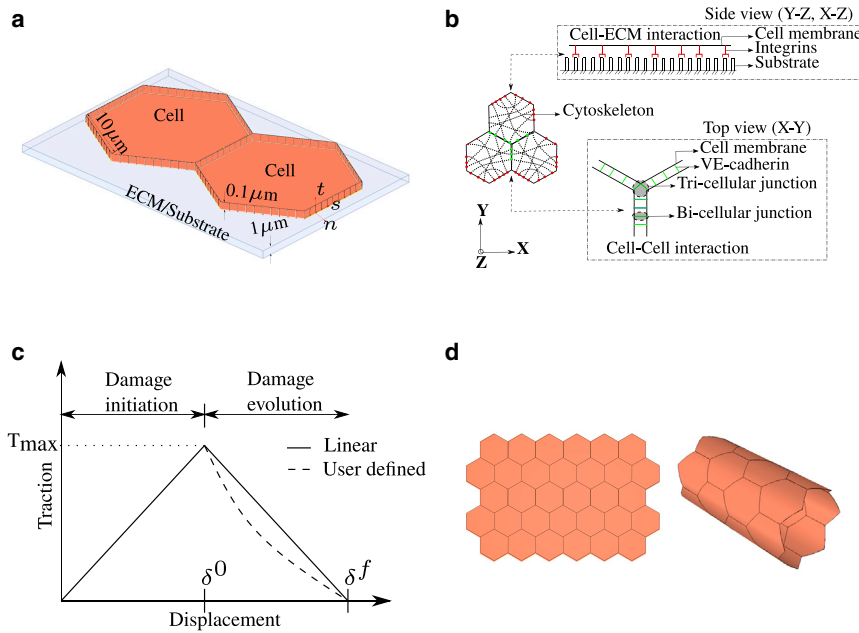 a
Cell
10μm
Cell
0.1μm
t
s
n
1μm
ECM/Substrate
b
Side view (Y-Z, X-Z)
Cell-ECM interaction
Cell membrane
Integrins
Substrate
Cytoskeleton
Top view (X-Y)
Cell membrane
VE-cadherin
Tri-cellular junction
Bi-cellular junction
Cell-Cell interaction
Y
Z
X
c
Damage initiation
Damage evolution
Tmax
Linear
User defined
Traction
δ0
δf
Displacement
d